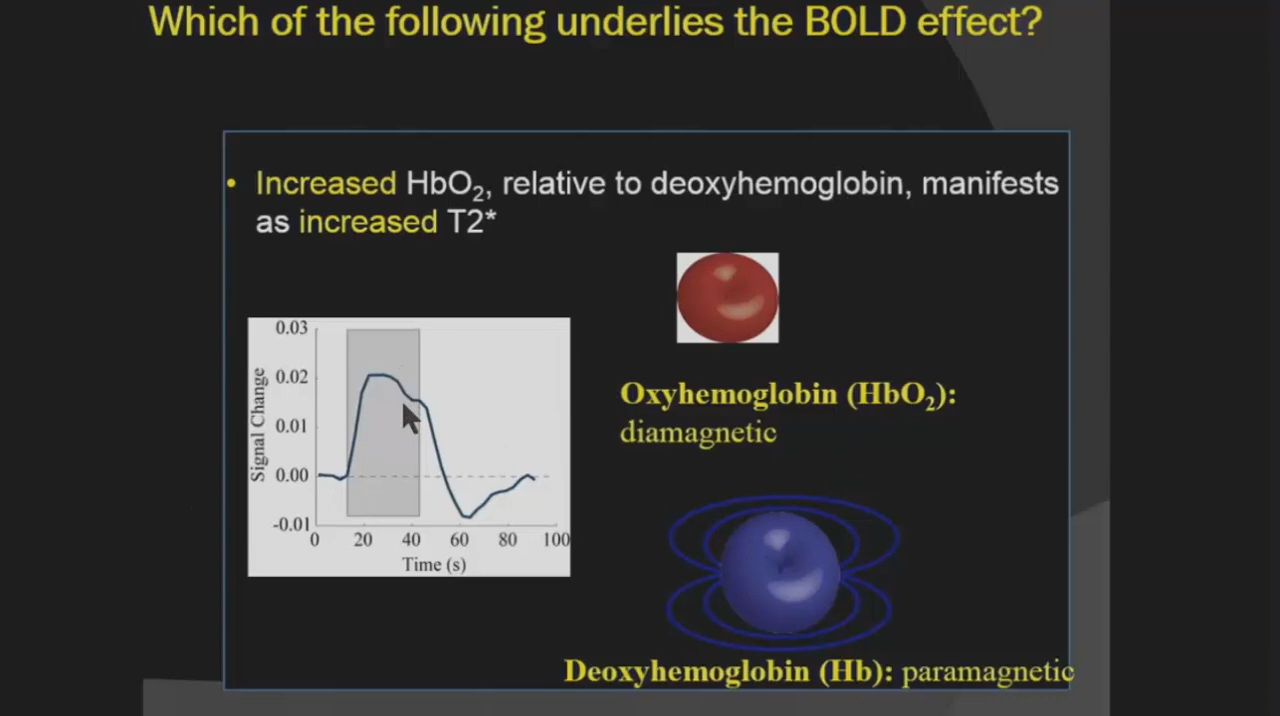 Which of the following underlies the BOLD effect?
• Increased HbO₂, relative to deoxyhemoglobin, manifests
as increased T2*
0.03
0.02
0.01
0.00
-0.01
Signal Change
0 20 40 60 80 100
Time (s)
Oxyhemoglobin (HbO₂):
diamagnetic
Deoxyhemoglobin (Hb): paramagnetic